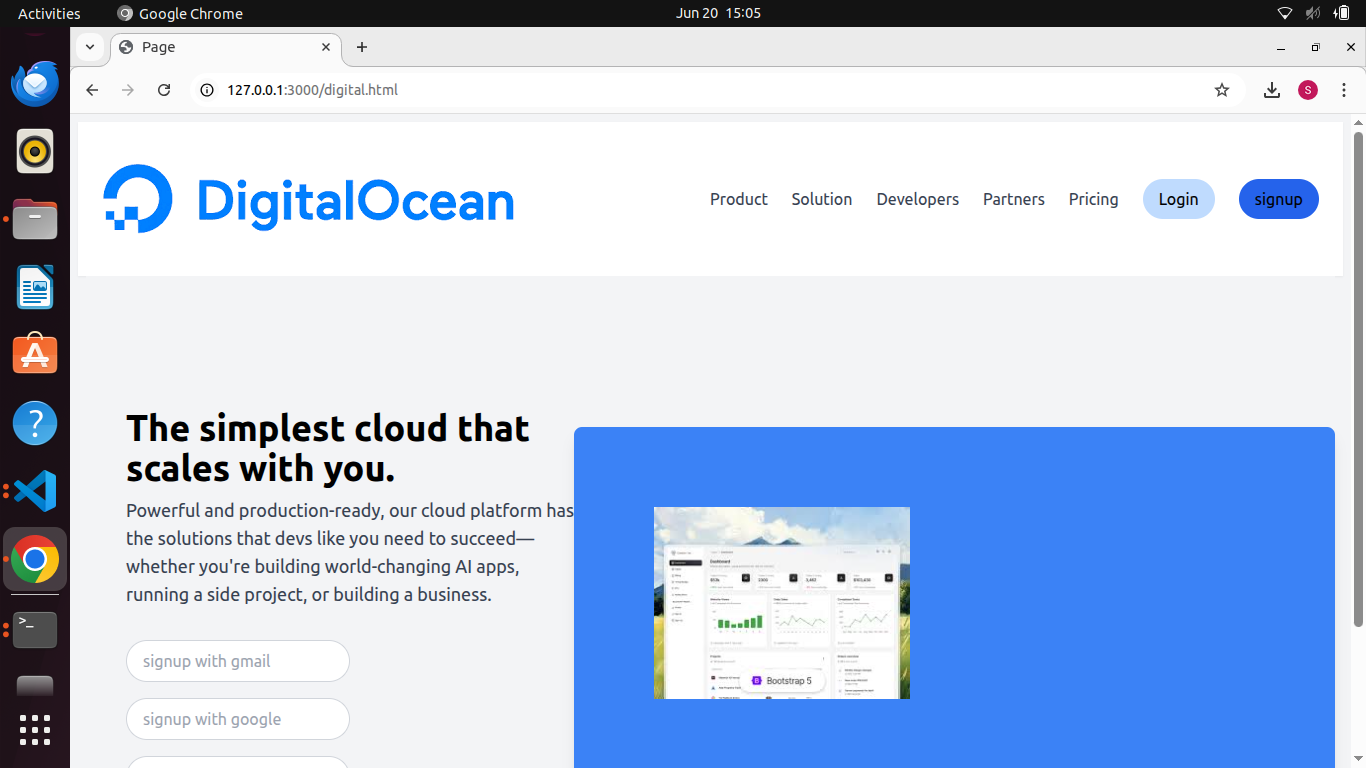 Activities
Google Chrome
Jun 20 15:05
Page
127.0.0.1:3000/digital.html
S
DigitalOcean
Product
Solution
Developers
Partners
Pricing
Login
signup
The simplest cloud that
scales with you.
Powerful and production-ready, our cloud platform has
the solutions that devs like you need to succeed—
whether you're building world-changing AI apps,
running a side project, or building a business.
signup with gmail
signup with google
Dashboard
Bootstrap 5